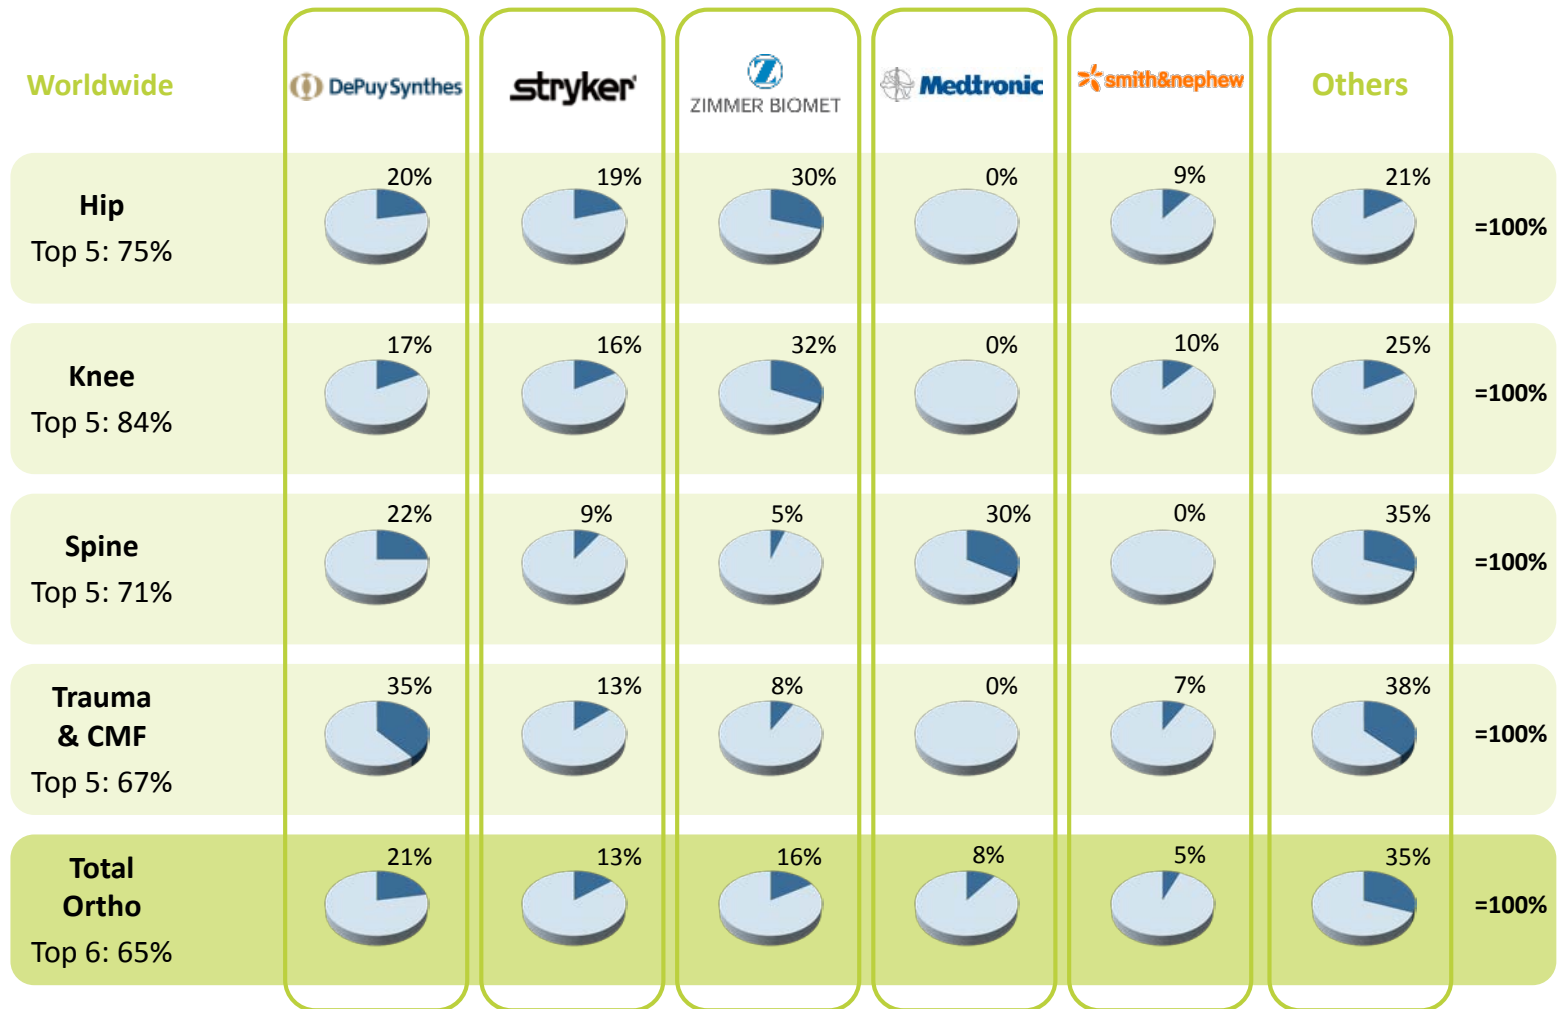 Worldwide
DePuy Synthes
stryker
ZIMMER BIOMET
Medtronic
smith&nephew
Others
Hip
Top 5: 75%
20%
19%
30%
0%
9%
21%
=100%
Knee
Top 5: 84%
17%
16%
32%
0%
10%
25%
=100%
Spine
Top 5: 71%
22%
9%
5%
30%
0%
35%
=100%
Trauma
& CMF
Top 5: 67%
35%
13%
8%
0%
7%
38%
=100%
Total
Ortho
Top 6: 65%
21%
13%
16%
8%
5%
35%
=100%